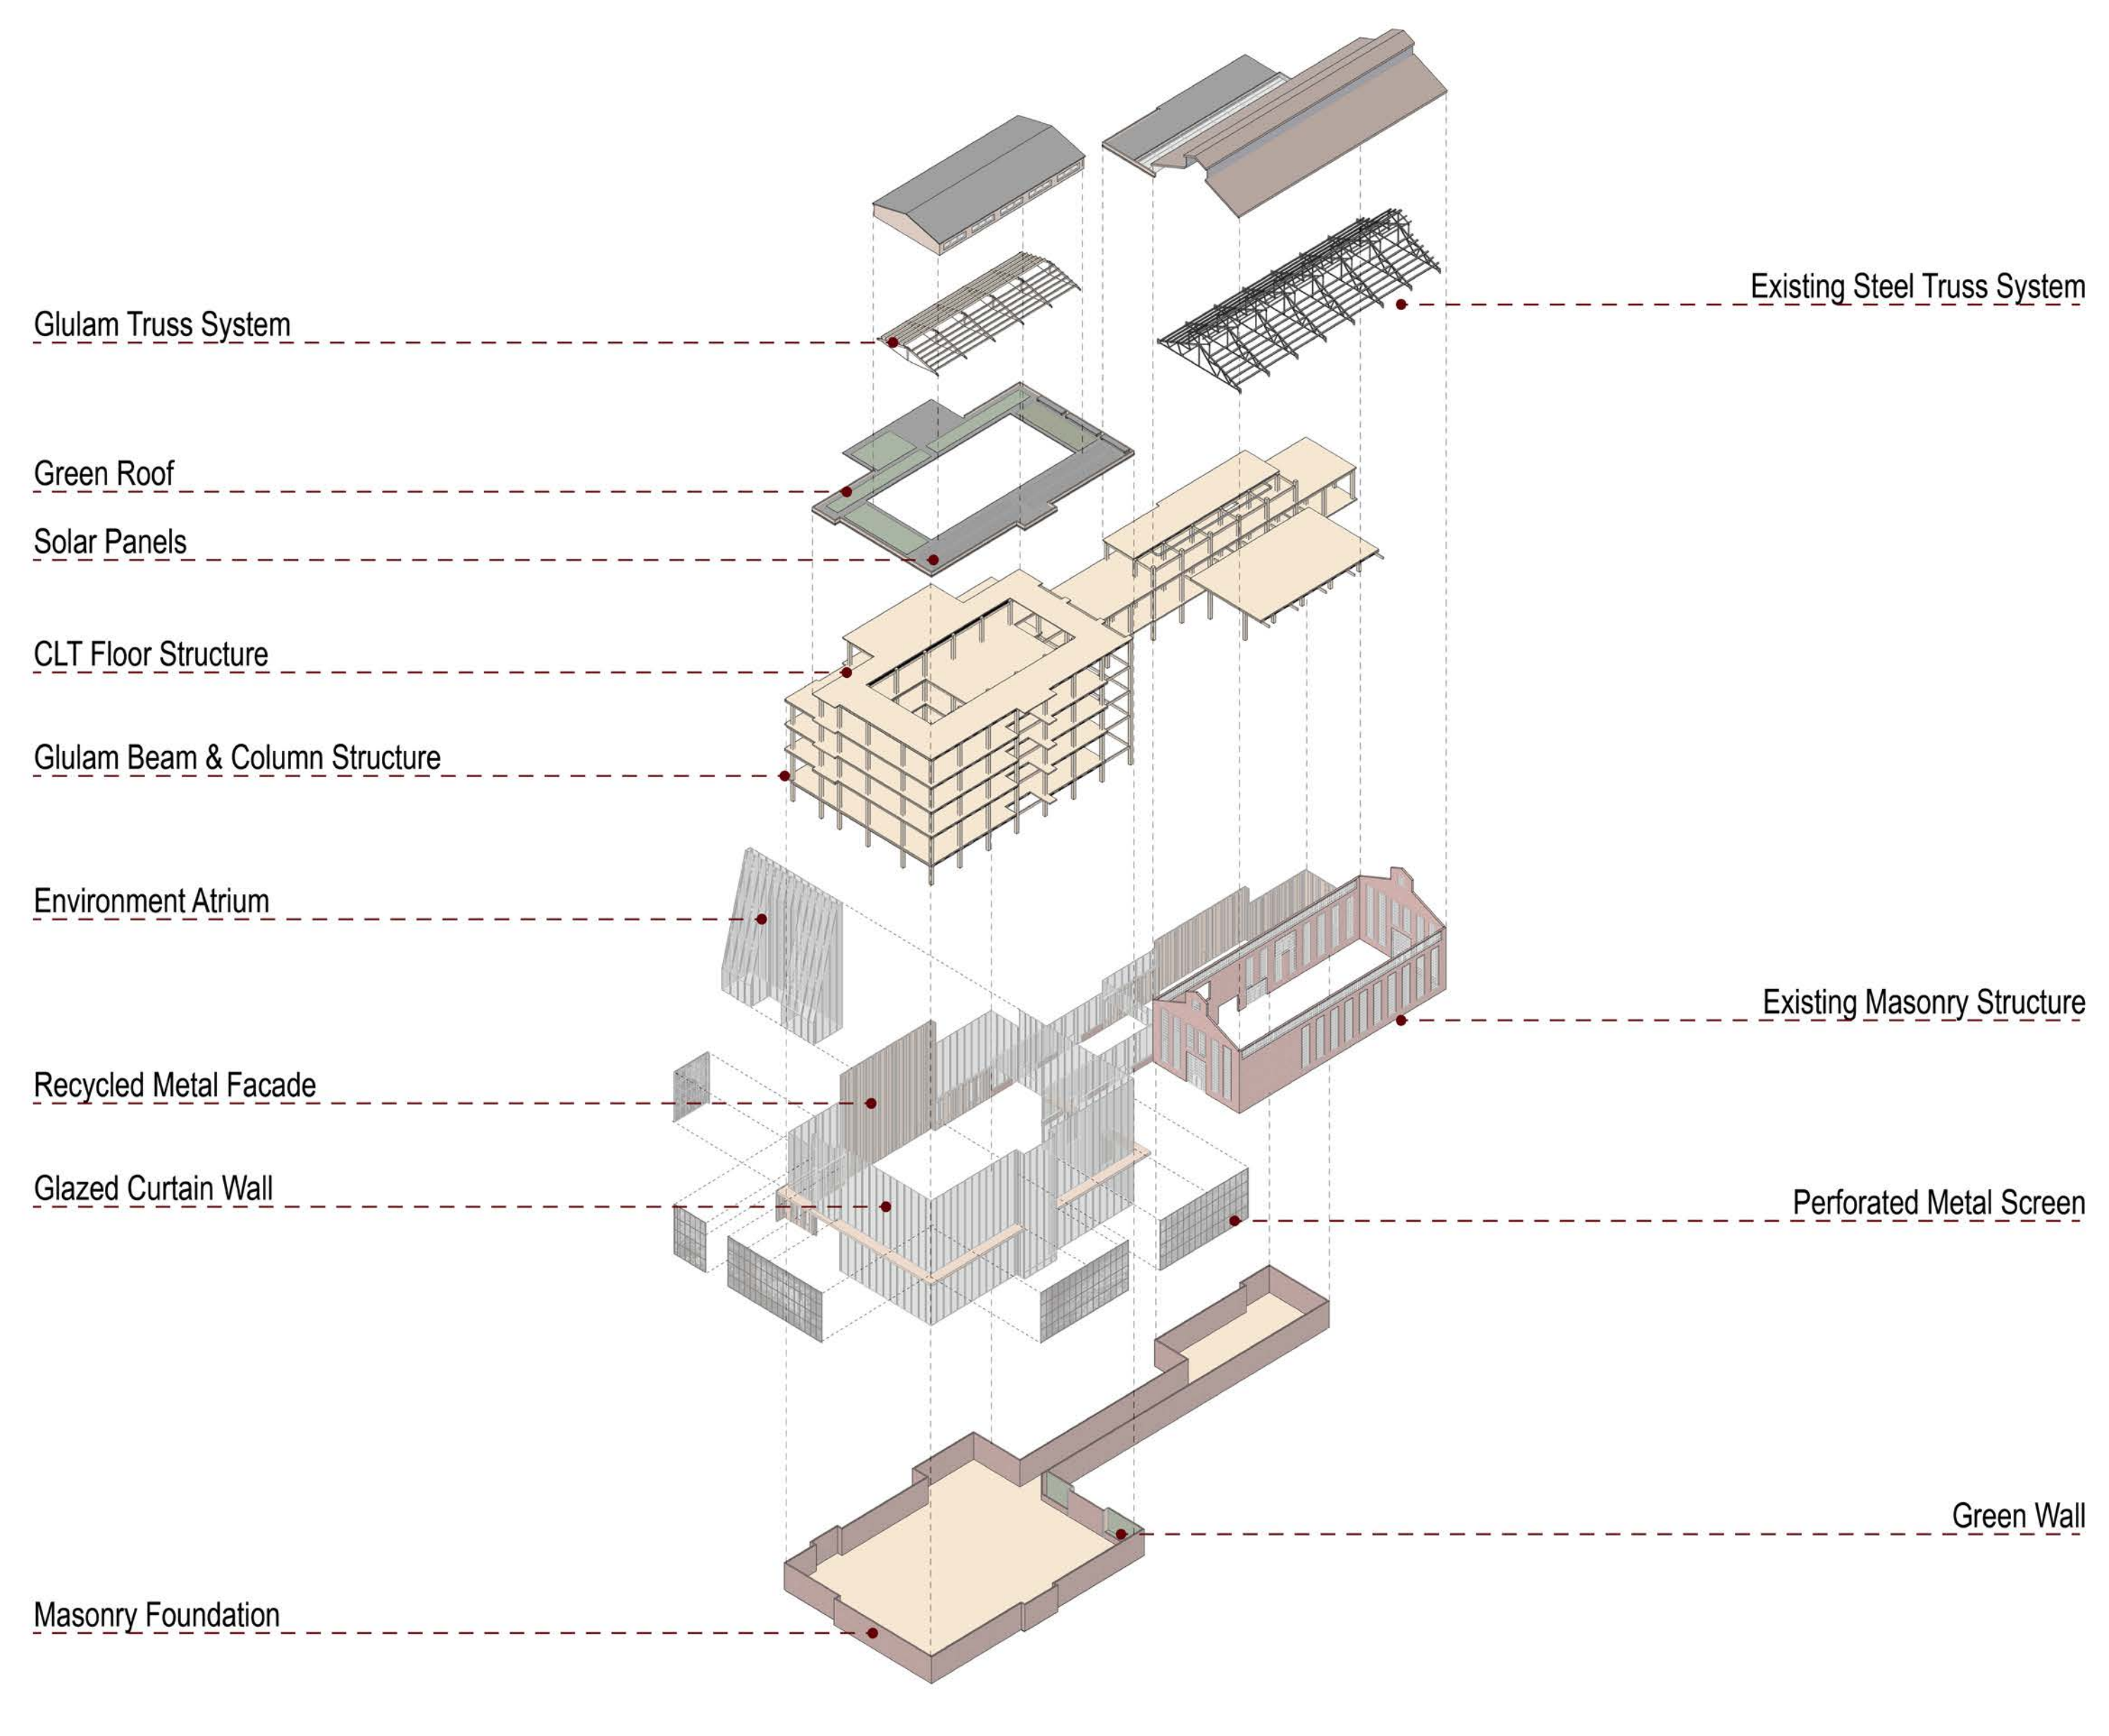 Existing Steel Truss System
Glulam Truss System
Green Roof
Solar Panels
CLT Floor Structure
Glulam Beam & Column Structure
Environment Atrium
Existing Masonry Structure
Recycled Metal Facade
Glazed Curtain Wall
Perforated Metal Screen
Green Wall
Masonry Foundation